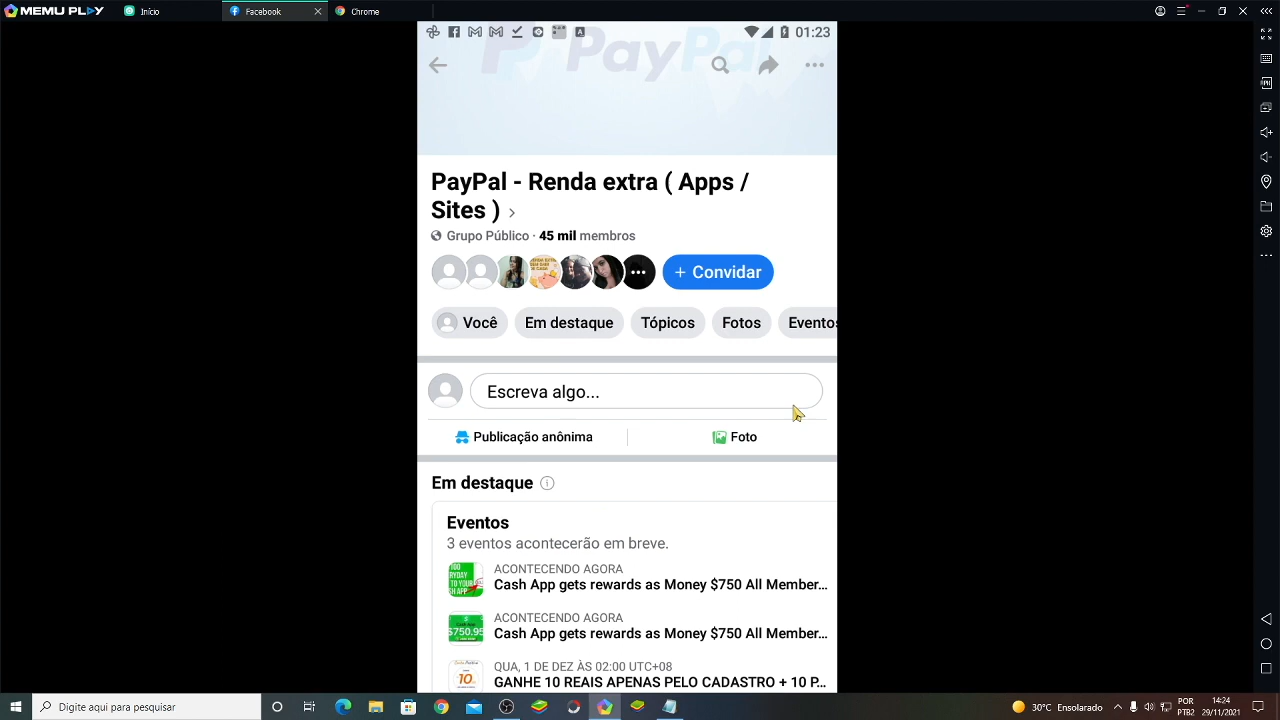 MEMU PLAY
Início
Facebook
Chrome
01:23
PayPal
PayPal - Renda extra ( Apps /
Sites )
Grupo Público · 45 mil membros
+ Convidar
Você
Em destaque
Tópicos
Fotos
Eventos
Escreva algo...
Publicação anônima
Foto
Em destaque
Eventos
3 eventos acontecerão em breve.
ACONTECENDO AGORA
Cash App gets rewards as Money $750 All Member...
ACONTECENDO AGORA
$750.95
Cash App gets rewards as Money $750 All Member...
QUA, 1 DE DEZ ÀS 02:00 UTC+08
GANHE 10 REAIS APENAS PELO CADASTRO + 10 P...
Digite aqui para pesquisar
30°C Ensolarado
POR
PTB2
14:24
29/11/2021